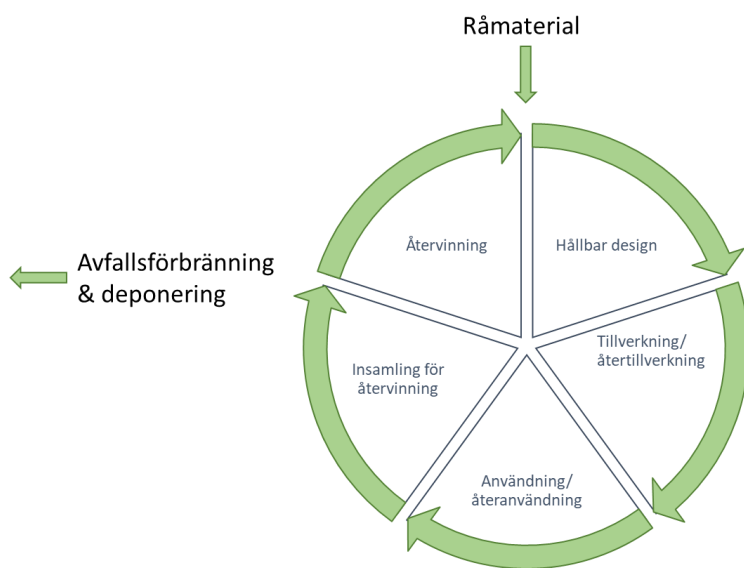 Råmaterial
Återvinning
Hållbar design
Avfallsförbränning
& deponering
Tillverkning/
återtillverkning
Insamling för
återvinning
Användning/
återanvändning